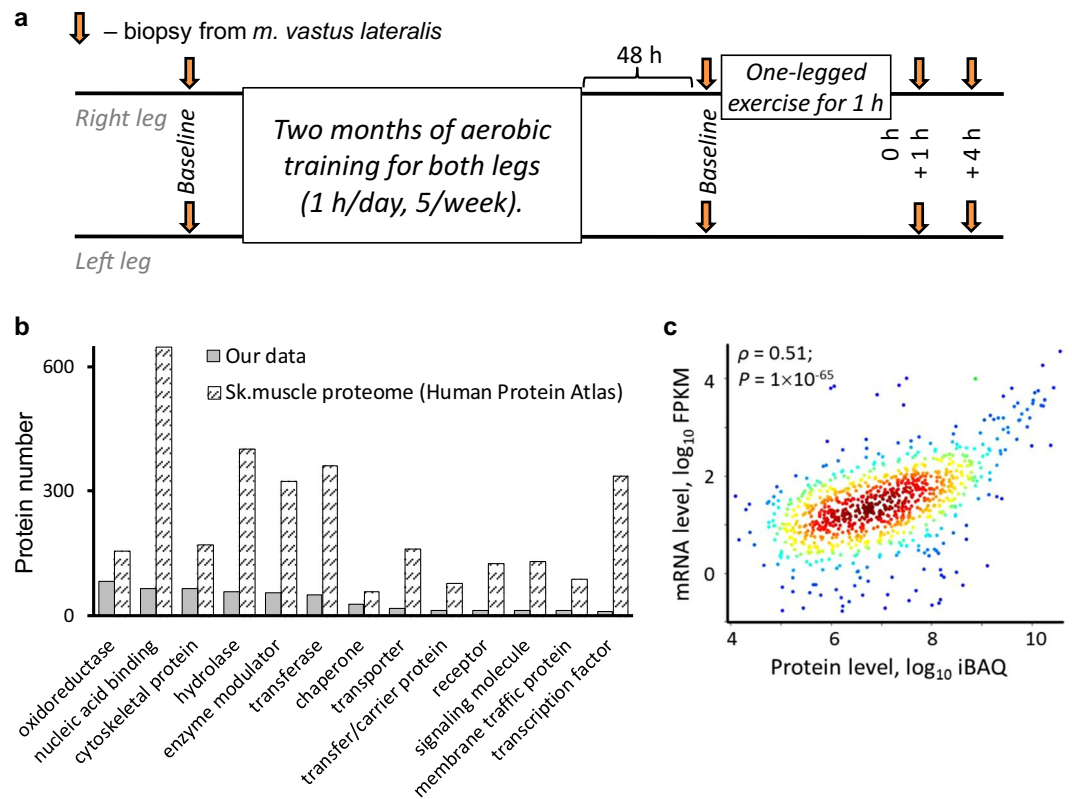 a
– biopsy from m. vastus lateralis
48 h
One-legged
exercise for 1 h
Right leg
Baseline
Two months of aerobic
training for both legs
(1 h/day, 5/week).
Baseline
0 h
+1 h
+ 4 h
Left leg
b
Our data
Sk.muscle proteome (Human Protein Atlas)
Protein number
600
300
0
oxidoreductase
nucleic acid binding
cytoskeletal protein
hydrolase
enzyme modulator
transferase
chaperone
transporter
transfer/carrier protein
receptor
signaling molecule
membrane traffic protein
transcription factor
c
ρ = 0.51;
P = 1×10-65
mRNA level, log10 FPKM
4
2
0
4
6
8
10
Protein level, log10 iBAQ